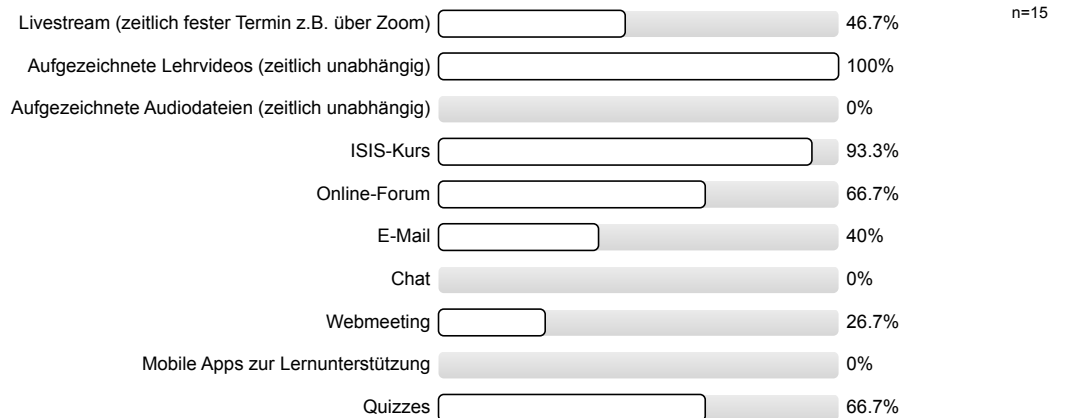 Livestream (zeitlich fester Termin z.B. über Zoom) 46.7% n=15
Aufgezeichnete Lehrvideos (zeitlich unabhängig) 100%
Aufgezeichnete Audiodateien (zeitlich unabhängig) 0%
ISIS-Kurs 93.3%
Online-Forum 66.7%
E-Mail 40%
Chat 0%
Webmeeting 26.7%
Mobile Apps zur Lernunterstützung 0%
Quizzes 66.7%